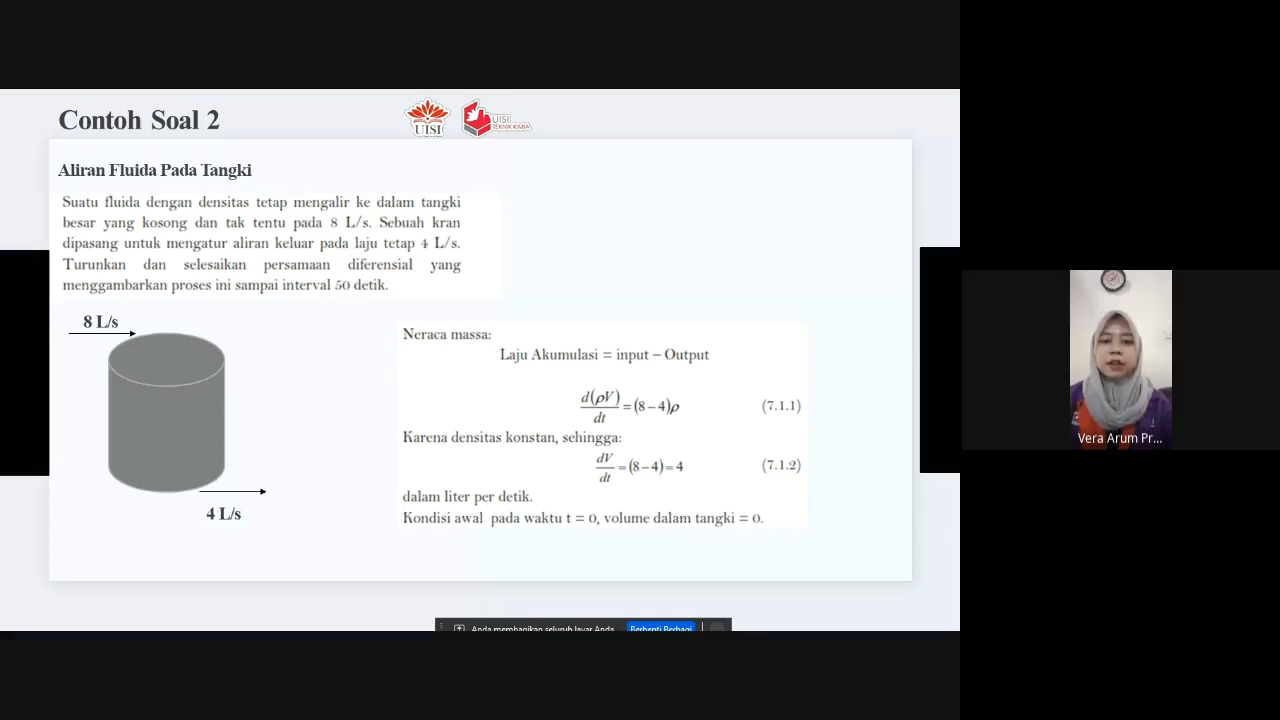 Contoh Soal 2
UISI
UISI
TEKNIK KIMIA
Aliran Fluida Pada Tangki
Suatu fluida dengan densitas tetap mengalir ke dalam tangki
besar yang kosong dan tak tentu pada 8 L/s. Sebuah kran
dipasang untuk mengatur aliran keluar pada laju tetap 4 L/s.
Turunkan dan selesaikan persamaan diferensial yang
menggambarkan proses ini sampai interval 50 detik.
8 L/s
4 L/s
Neraca massa:
Laju Akumulasi = input – Output
d(ρV)/dt = (8 – 4)ρ (7.1.1)
Karena densitas konstan, sehingga:
dV/dt = (8 – 4) = 4 (7.1.2)
dalam liter per detik.
Kondisi awal pada waktu t = 0, volume dalam tangki = 0.
Anda membagikan seluruh layar Anda
Berhenti Berbagi
Vera Arum Pr...